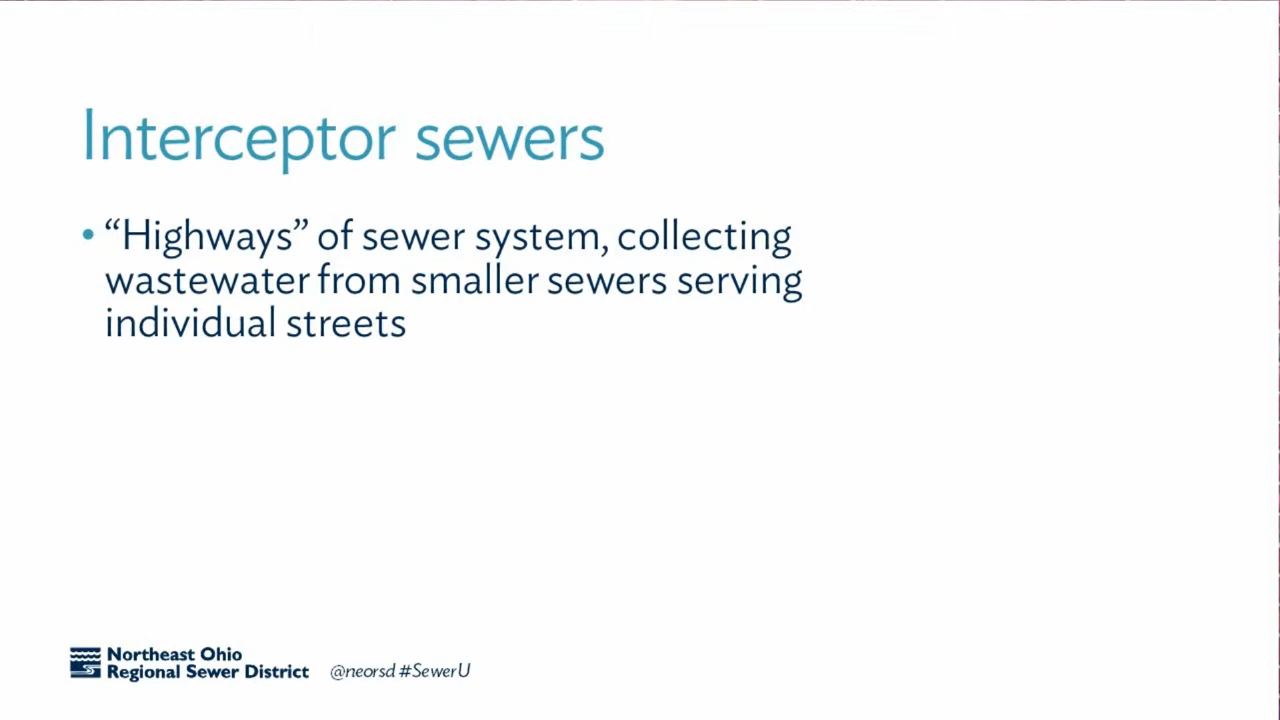 Interceptor sewers
• “Highways” of sewer system, collecting
wastewater from smaller sewers serving
individual streets
Northeast Ohio
Regional Sewer District
@neorsd #SewerU